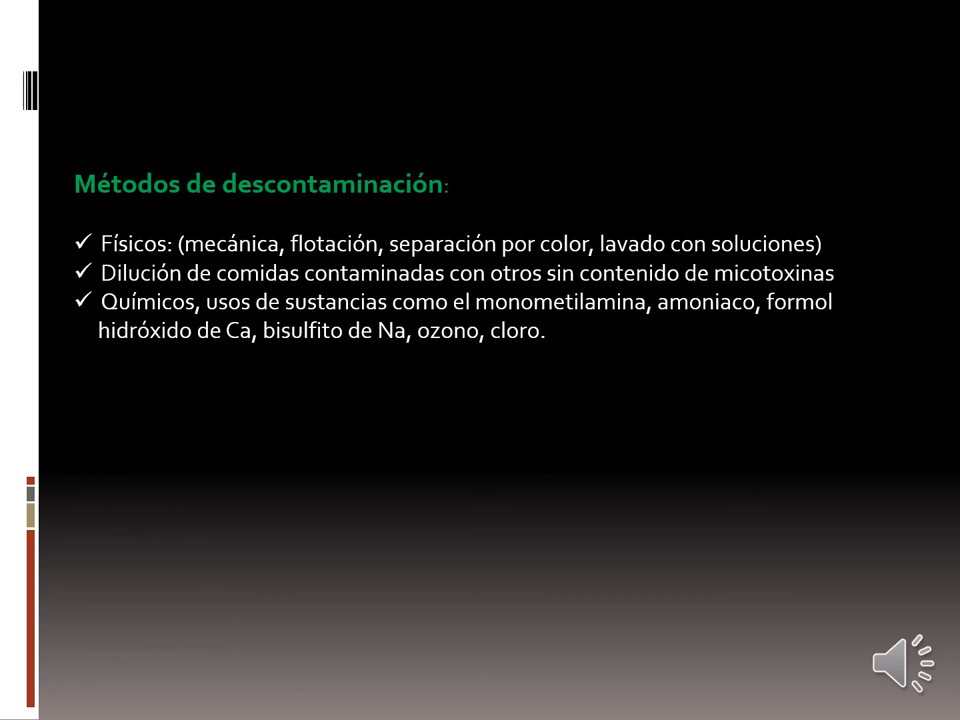 Métodos de descontaminación:
✓ Físicos: (mecánica, flotación, separación por color, lavado con soluciones)
✓ Dilución de comidas contaminadas con otros sin contenido de micotoxinas
✓ Químicos, usos de sustancias como el monometilamina, amoniaco, formol
hidróxido de Ca, bisulfito de Na, ozono, cloro.